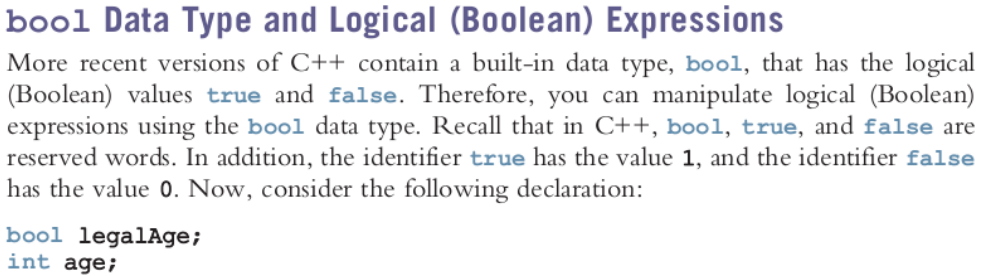 bool Data Type and Logical (Boolean) Expressions
More recent versions of C++ contain a built-in data type, bool, that has the logical
(Boolean) values true and false. Therefore, you can manipulate logical (Boolean)
expressions using the bool data type. Recall that in C++, bool, true, and false are
reserved words. In addition, the identifier true has the value 1, and the identifier false
has the value 0. Now, consider the following declaration:
bool legalAge;
int age;